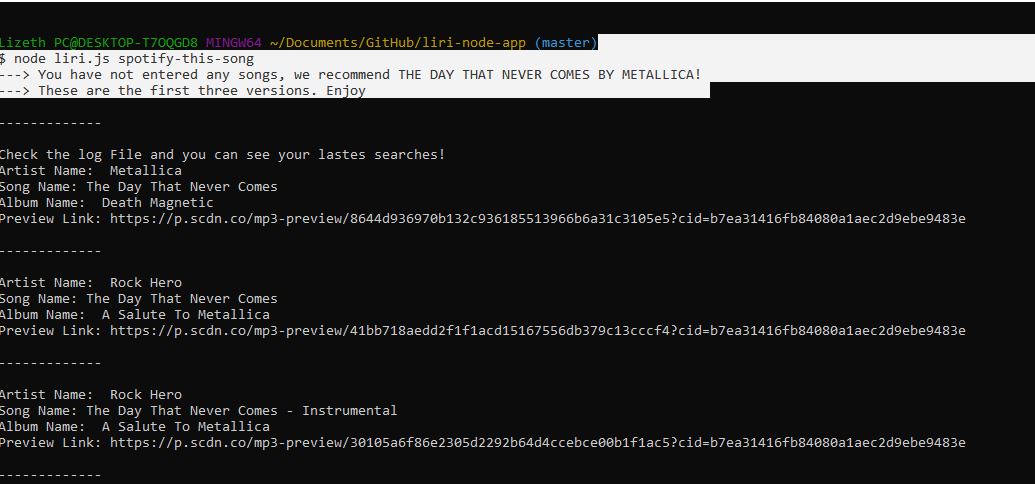 Lizeth PC@DESKTOP-T7OQGD8 MINGW64 ~/Documents/GitHub/liri-node-app (master)
$ node liri.js spotify-this-song
---> You have not entered any songs, we recommend THE DAY THAT NEVER COMES BY METALLICA!
---> These are the first three versions. Enjoy
-------------
Check the log File and you can see your lastes searches!
Artist Name:  Metallica
Song Name: The Day That Never Comes
Album Name:  Death Magnetic
Preview Link: https://p.scdn.co/mp3-preview/8644d936970b132c936185513966b6a31c3105e5?cid=b7ea31416fb84080a1aec2d9ebe9483e
-------------
Artist Name:  Rock Hero
Song Name: The Day That Never Comes
Album Name:  A Salute To Metallica
Preview Link: https://p.scdn.co/mp3-preview/41bb718aedd2f1f1acd15167556db379c13cccf4?cid=b7ea31416fb84080a1aec2d9ebe9483e
-------------
Artist Name:  Rock Hero
Song Name: The Day That Never Comes - Instrumental
Album Name:  A Salute To Metallica
Preview Link: https://p.scdn.co/mp3-preview/30105a6f86e2305d2292b64d4ccebce00b1f1ac5?cid=b7ea31416fb84080a1aec2d9ebe9483e
-------------